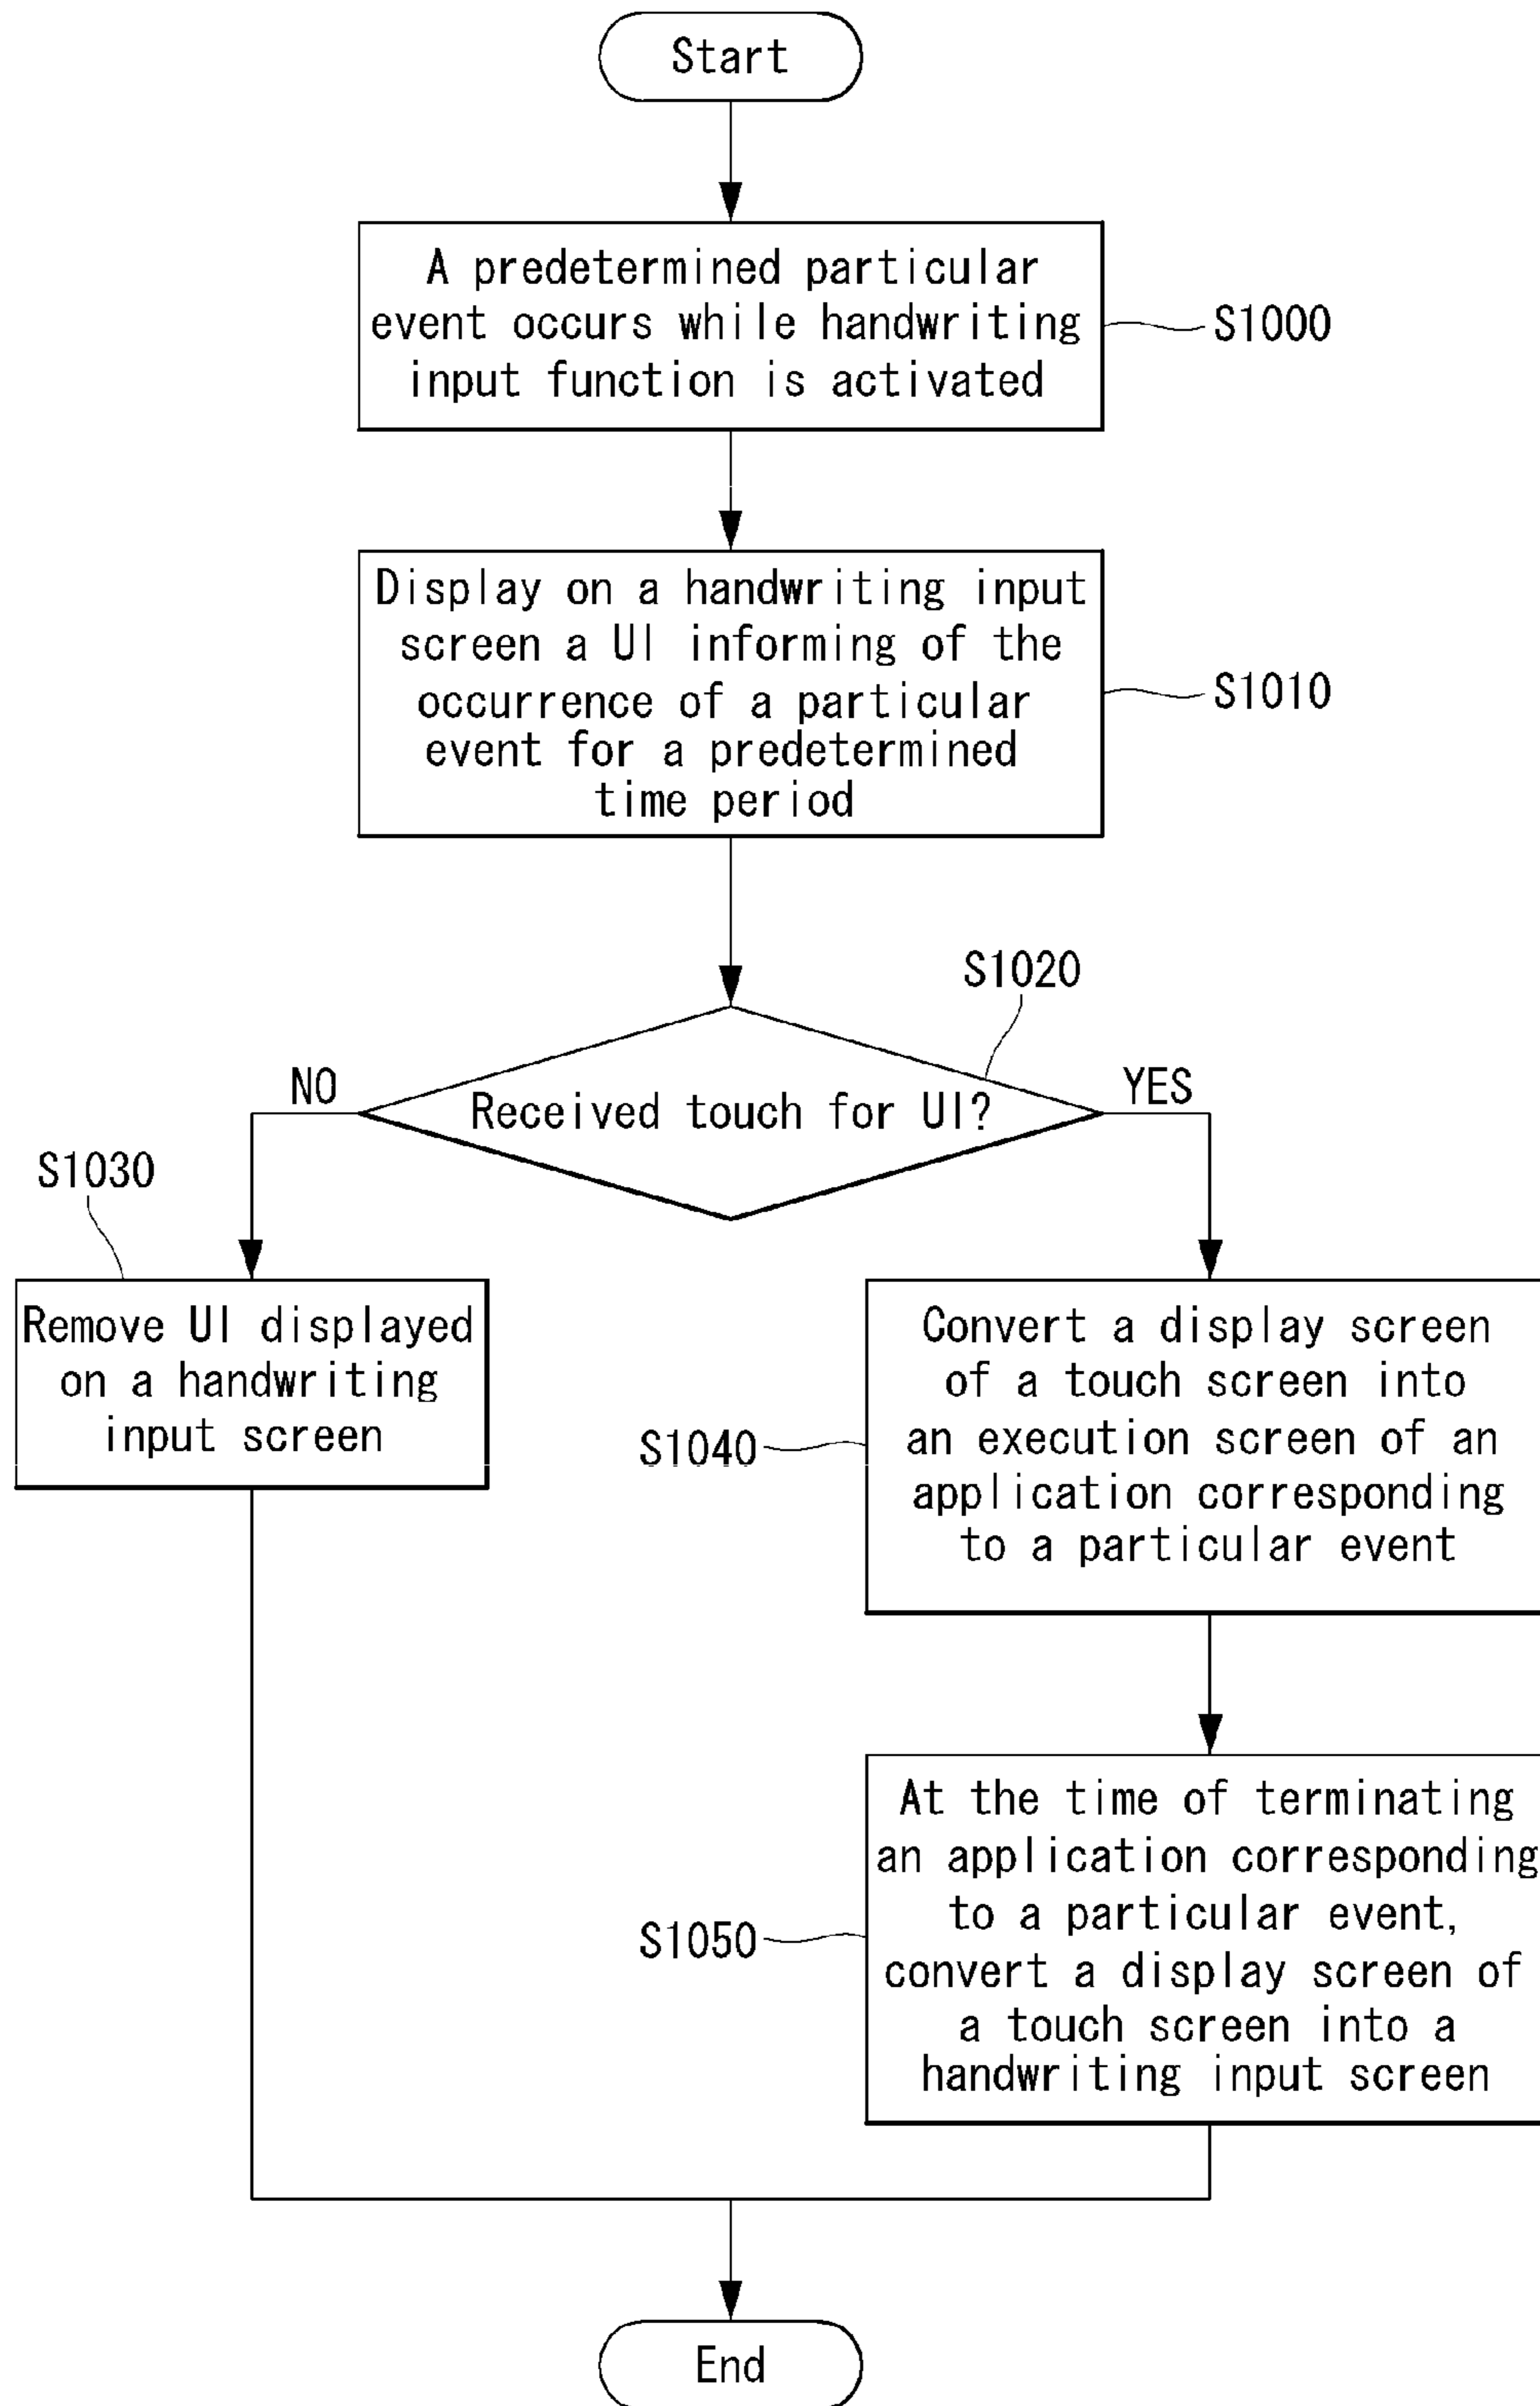 Start
A predetermined particular
event occurs while handwriting
input function is activated
S1000
Display on a handwriting input
screen a UI informing of the
occurrence of a particular
event for a predetermined
time period
S1010
S1020
NO
Received touch for UI?
YES
S1030
Remove UI displayed
on a handwriting
input screen
Convert a display screen
of a touch screen into
an execution screen of an
application corresponding
to a particular event
S1040
At the time of terminating
an application corresponding
to a particular event,
convert a display screen of
a touch screen into a
handwriting input screen
S1050
End